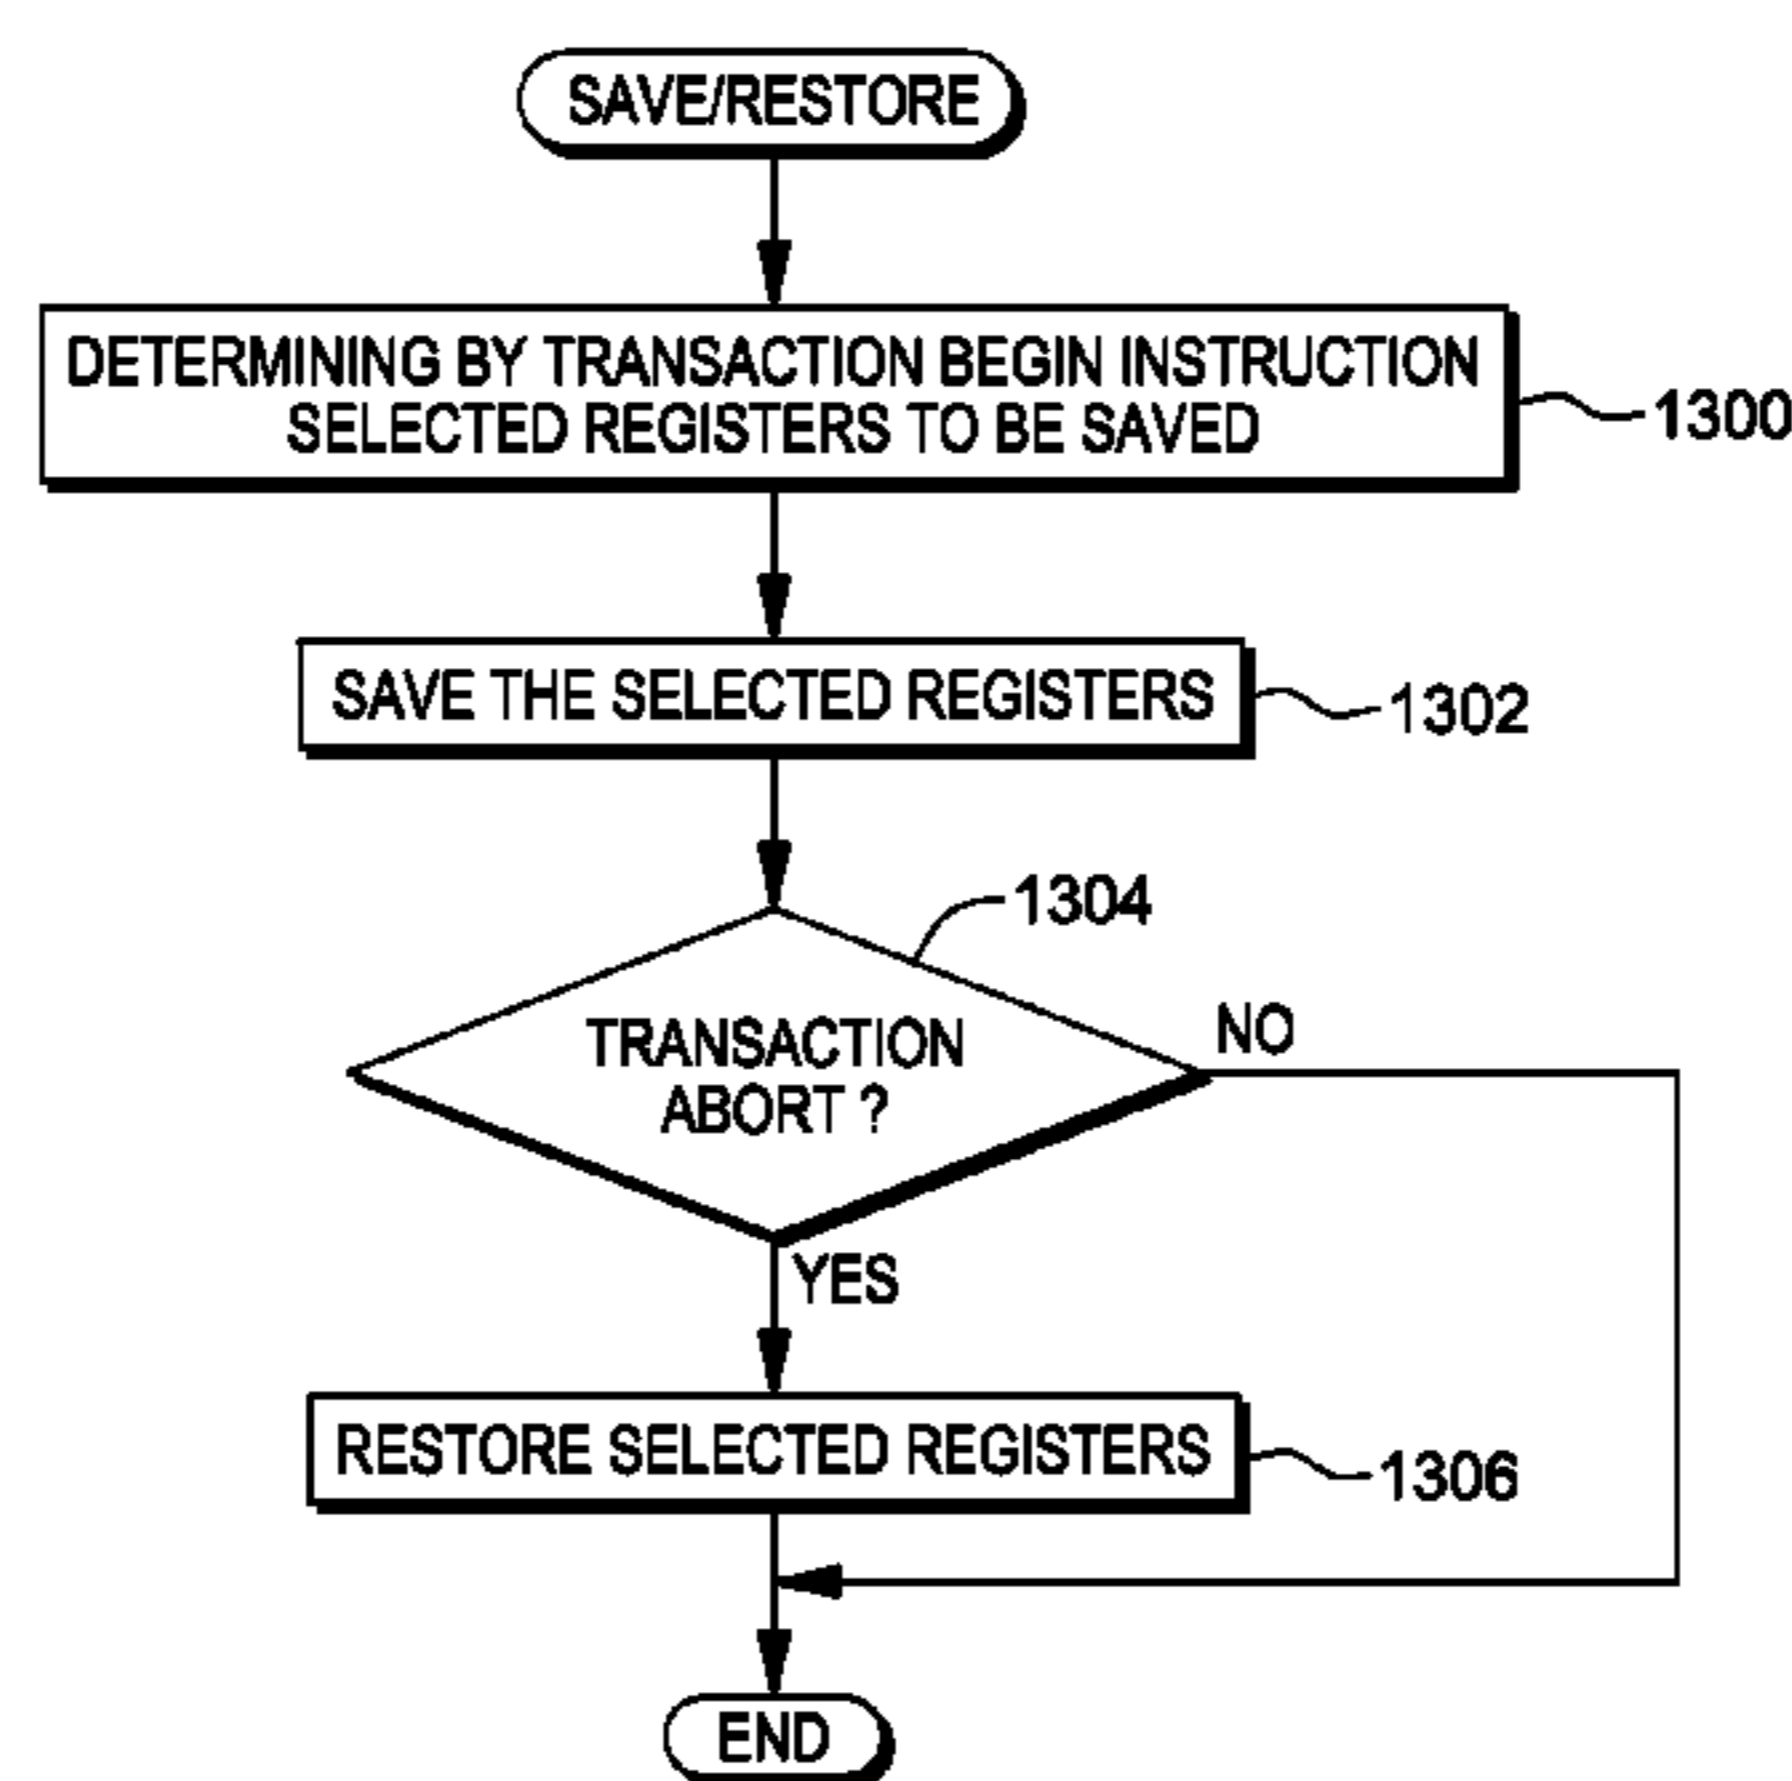 SAVE/RESTORE
DETERMINING BY TRANSACTION BEGIN INSTRUCTION
SELECTED REGISTERS TO BE SAVED
1300
SAVE THE SELECTED REGISTERS
1302
1304
TRANSACTION
ABORT ?
NO
YES
RESTORE SELECTED REGISTERS
1306
END